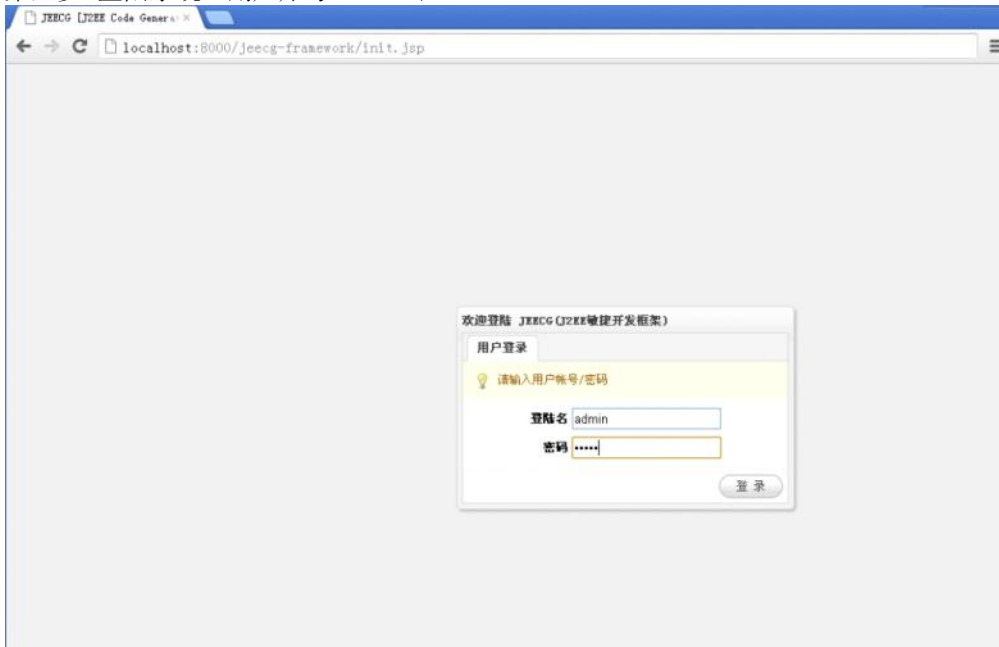 JEECG [J2EE Code Genera
localhost:8000/jeecg-framework/init.jsp
欢迎登陆 JEECG(J2EE敏捷开发框架)
用户登录
请输入用户帐号/密码
登陆名 admin
密码 •••••
登 录